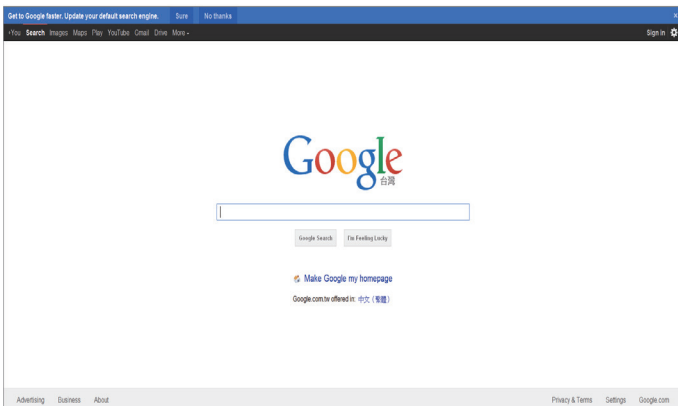 Get to Google faster. Update your default search engine. Sure No thanks x
+You Search Images Maps Play YouTube Gmail Drive More Sign in
Google
台灣
Google Search I'm Feeling Lucky
Make Google my homepage
Google.com.tw offered in: 中文 (繁體)
Advertising Business About Privacy & Terms Settings Google.com